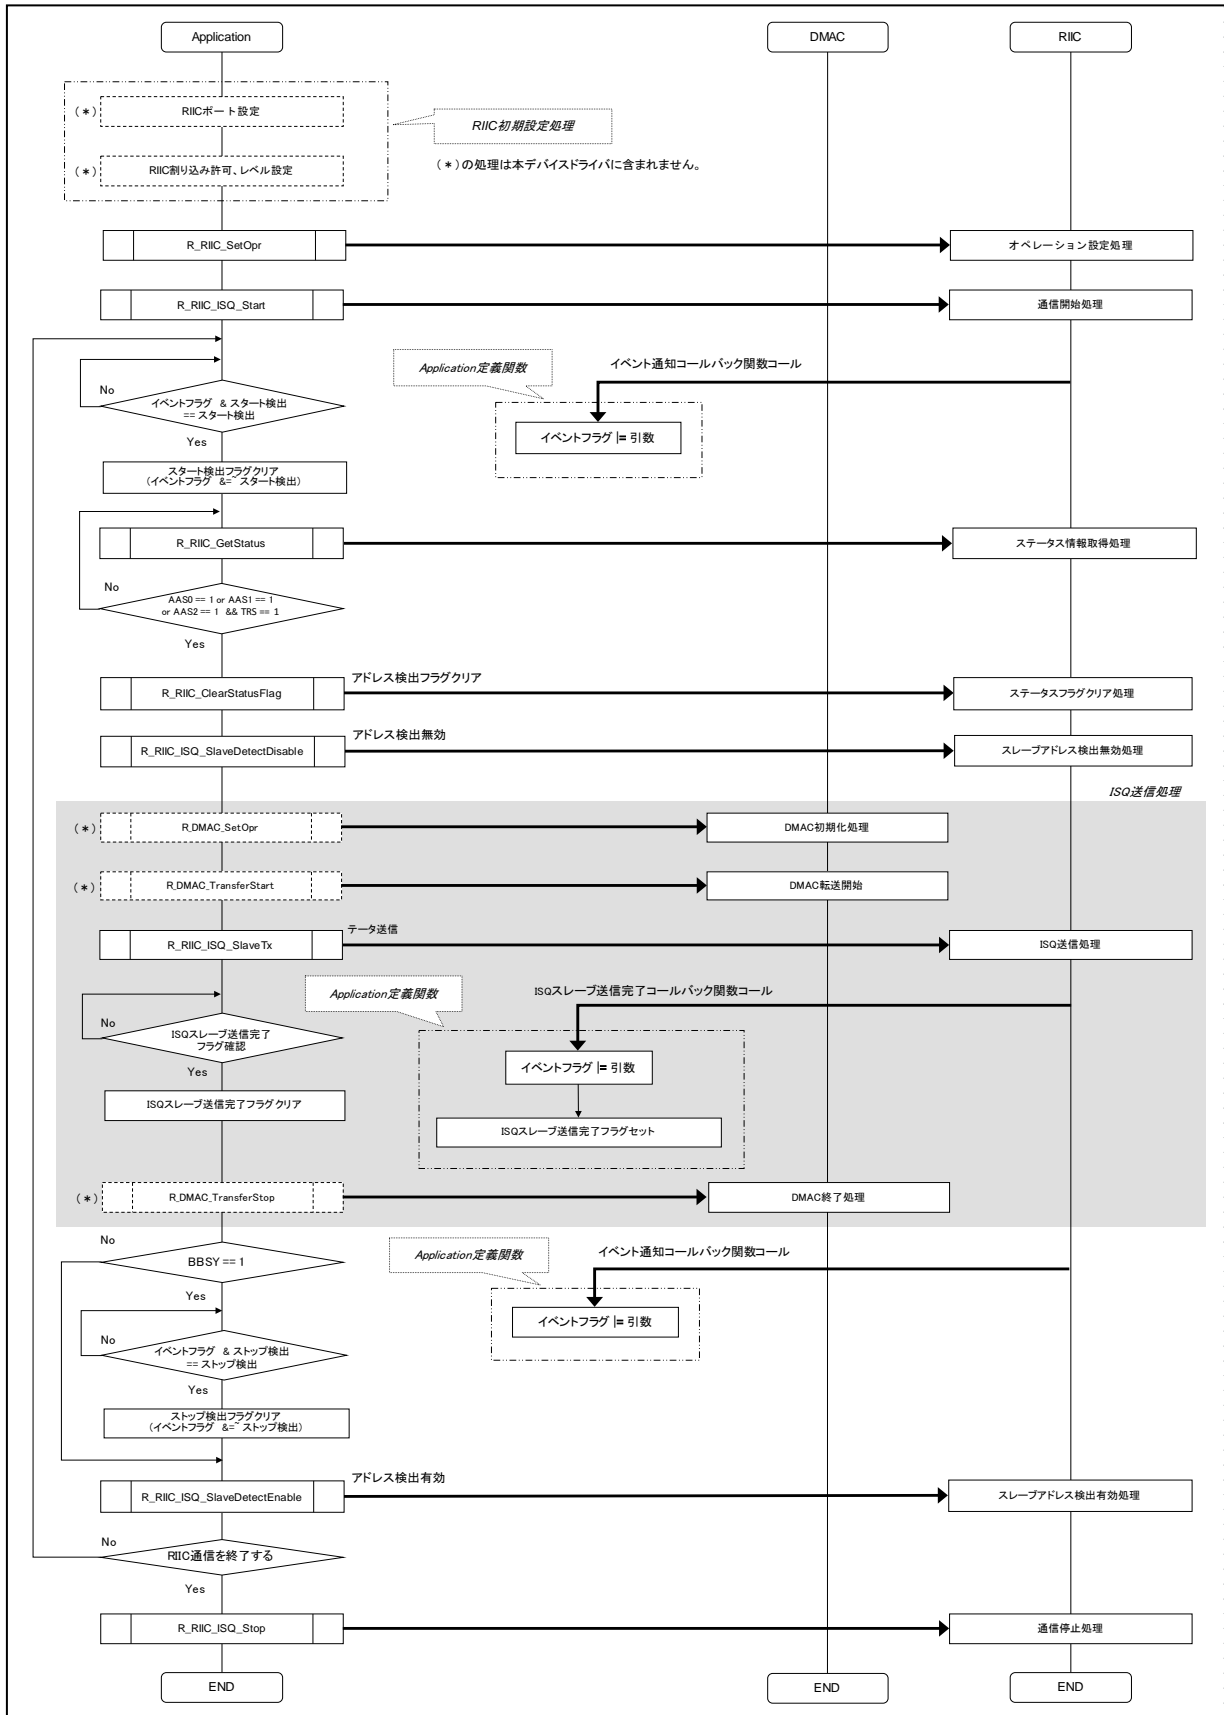 Application
DMAC
RIIC
(*)
RIICポート設定
RIIC初期設定処理
(*)の処理は本デバイスドライバに含まれません。
(*)
RIIC割り込み許可、レベル設定
R_RIIC_SetOpr
オペレーション設定処理
R_RIIC_ISQ_Start
通信開始処理
Application定義関数
イベント通知コールバック関数コール
No
イベントフラグ & スタート検出
== スタート検出
イベントフラグ |= 引数
Yes
スタート検出フラグクリア
(イベントフラグ &=~ スタート検出)
R_RIIC_GetStatus
ステータス情報取得処理
No
AAS0 == 1 or AAS1 == 1
or AAS2 == 1 && TRS == 1
Yes
アドレス検出フラグクリア
R_RIIC_ClearStatusFlag
ステータスフラグクリア処理
アドレス検出無効
R_RIIC_ISQ_SlaveDetectDisable
スレーブアドレス検出無効処理
ISQ送信処理
(*)
R_DMAC_SetOpr
DMAC初期化処理
(*)
R_DMAC_TransferStart
DMAC転送開始
テータ送信
R_RIIC_ISQ_SlaveTx
ISQ送信処理
Application定義関数
ISQスレーブ送信完了コールバック関数コール
No
ISQスレーブ送信完了
フラグ確認
イベントフラグ |= 引数
Yes
ISQスレーブ送信完了フラグクリア
ISQスレーブ送信完了フラグセット
(*)
R_DMAC_TransferStop
DMAC終了処理
No
BBSY == 1
Application定義関数
イベント通知コールバック関数コール
Yes
イベントフラグ |= 引数
No
イベントフラグ & ストップ検出
== ストップ検出
Yes
ストップ検出フラグクリア
(イベントフラグ &=~ ストップ検出)
アドレス検出有効
R_RIIC_ISQ_SlaveDetectEnable
スレーブアドレス検出有効処理
No
RIIC通信を終了する
Yes
R_RIIC_ISQ_Stop
通信停止処理
END
END
END